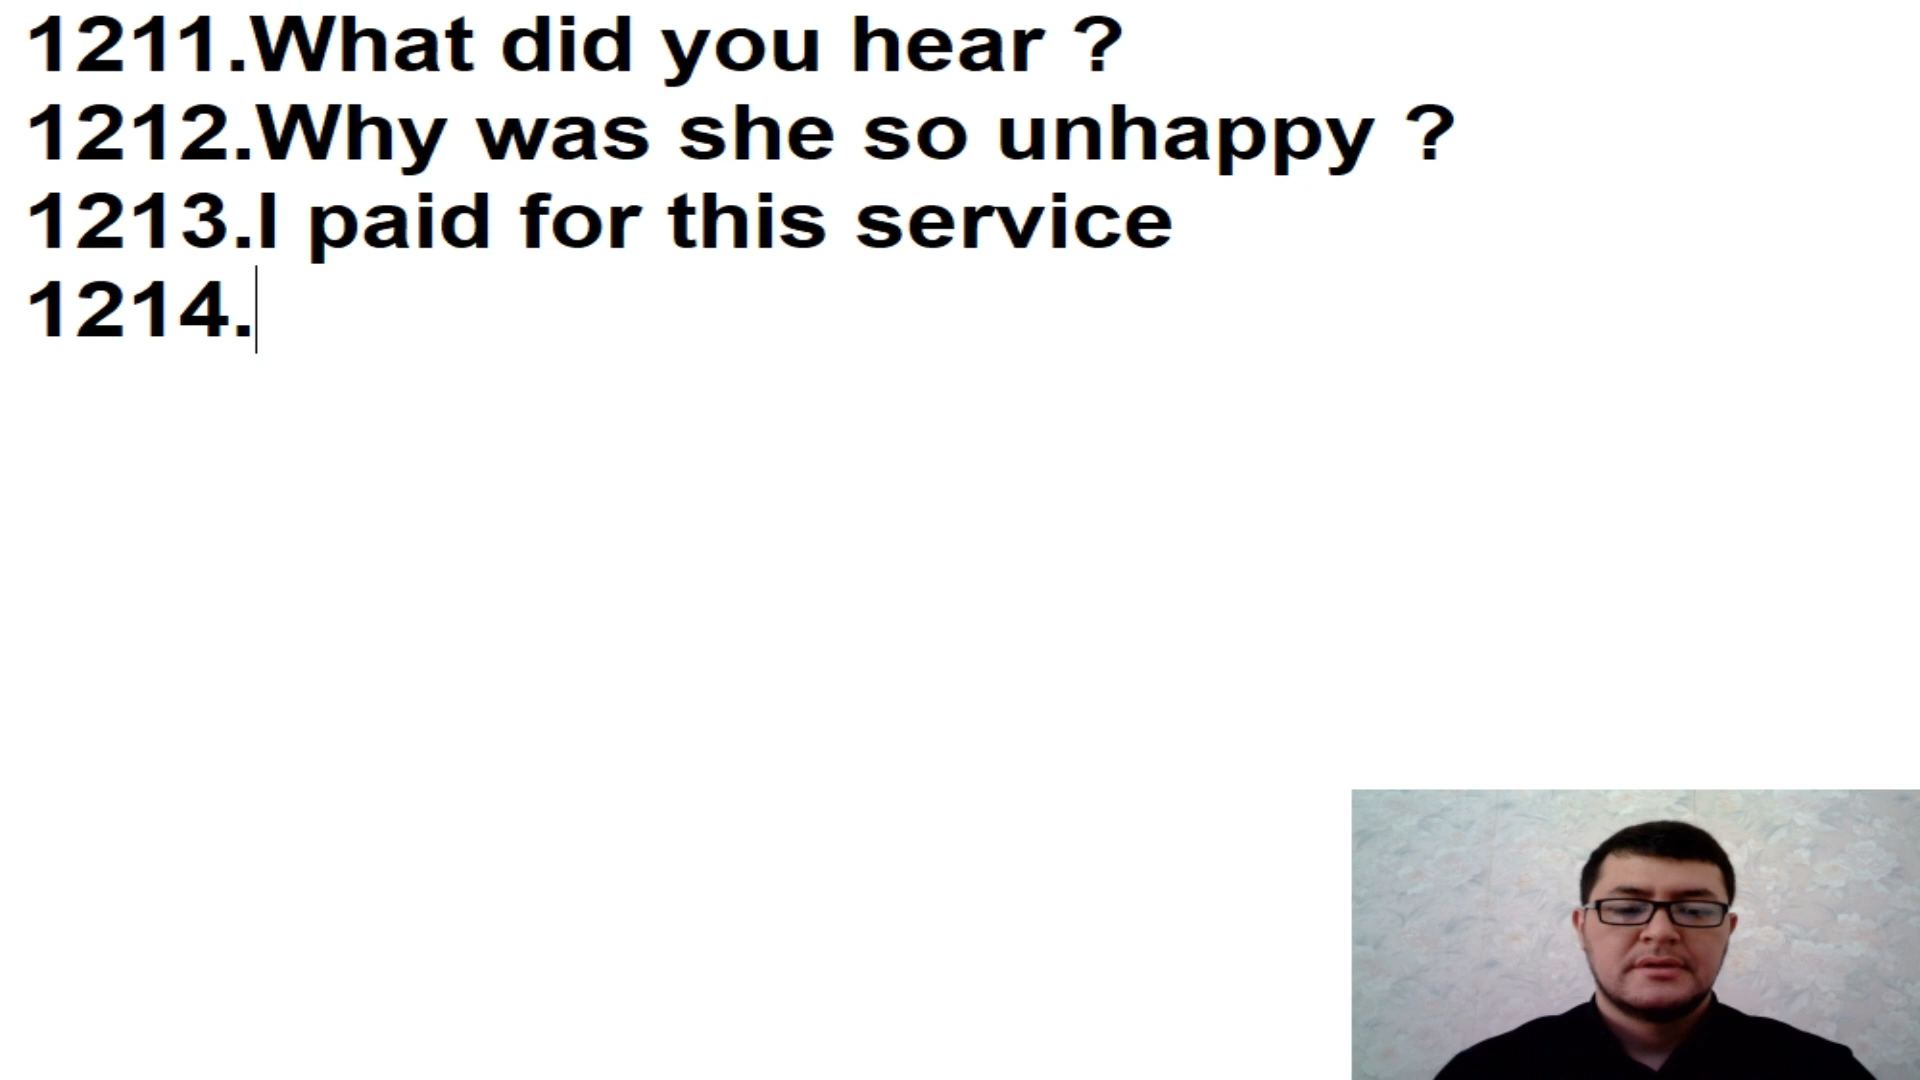 1211.What did you hear ?
1212.Why was she so unhappy ?
1213.I paid for this service
1214.